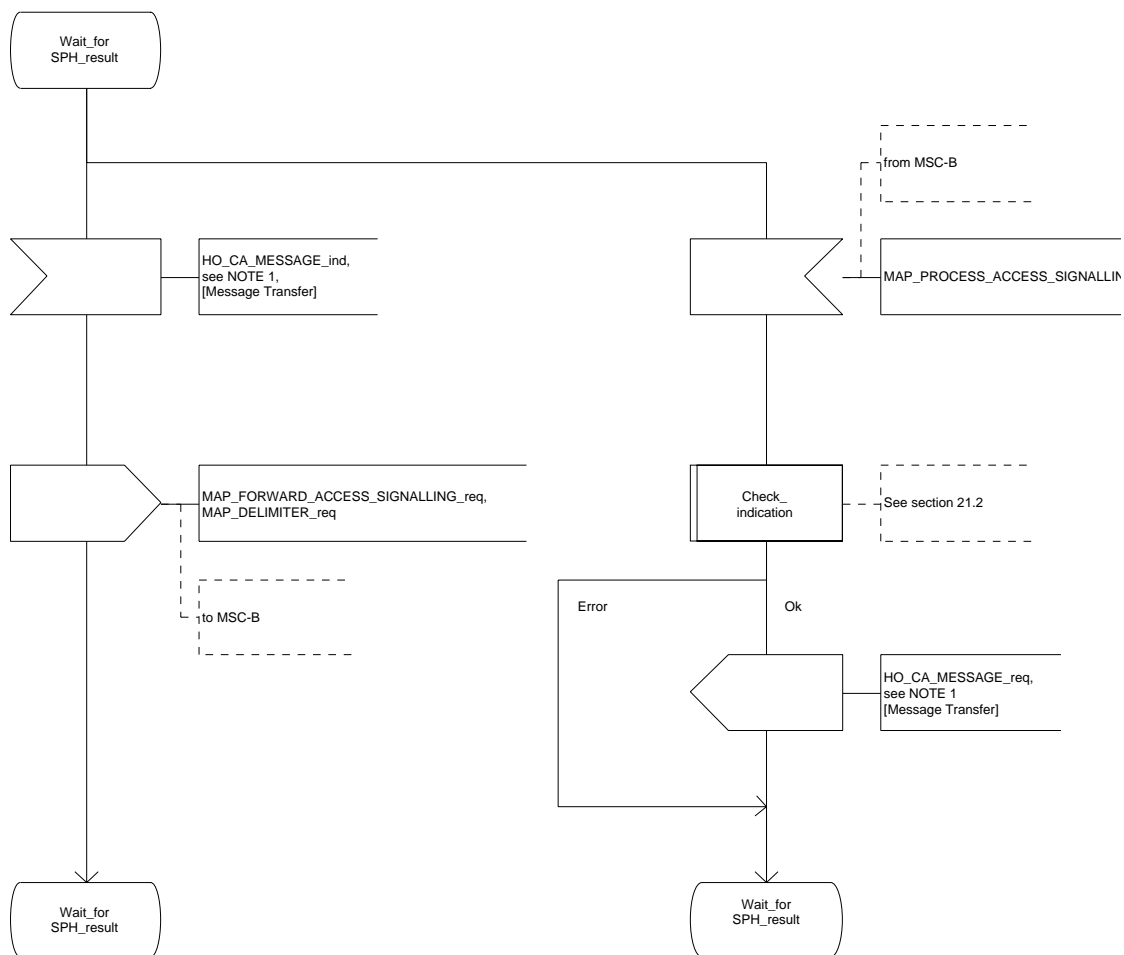 Wait_for
SPH_result
from MSC-B
HO_CA_MESSAGE_ind,
see NOTE 1,
[Message Transfer]
MAP_PROCESS_ACCESS_SIGNALLIN
MAP_FORWARD_ACCESS_SIGNALLING_req,
MAP_DELIMITER_req
Check_
indication
See section 21.2
to MSC-B
Error
Ok
HO_CA_MESSAGE_req,
see NOTE 1
[Message Transfer]
Wait_for
SPH_result
Wait_for
SPH_result